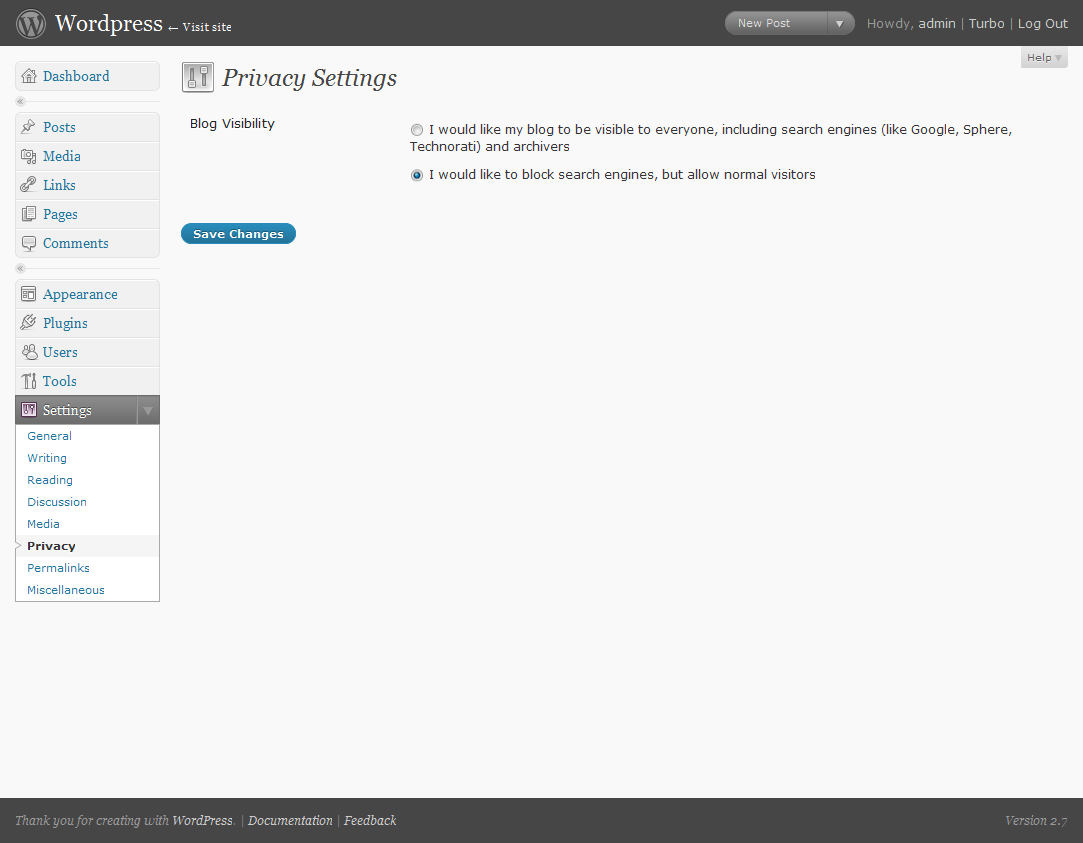 Wordpress ← Visit site
New Post
Howdy, admin | Turbo | Log Out
Help
Dashboard
Posts
Media
Links
Pages
Comments
Appearance
Plugins
Users
Tools
Settings
General
Writing
Reading
Discussion
Media
Privacy
Permalinks
Miscellaneous
Privacy Settings
Blog Visibility
I would like my blog to be visible to everyone, including search engines (like Google, Sphere,
Technorati) and archivers
I would like to block search engines, but allow normal visitors
Save Changes
Thank you for creating with WordPress. | Documentation | Feedback
Version 2.7